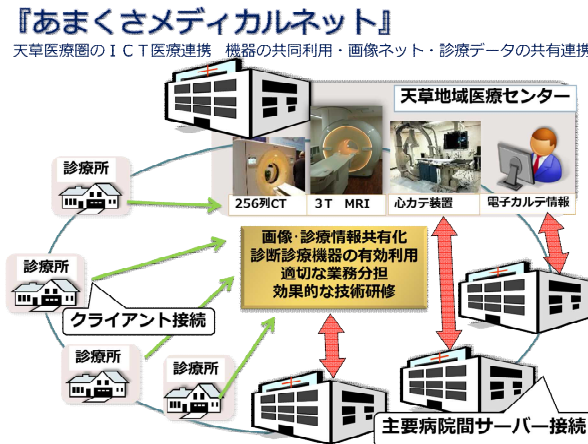 『あまくさメディカルネット』
天草医療圏のＩＣＴ医療連携　機器の共同利用・画像ネット・診療データの共有連携
天草地域医療センター
256列CT
3T　MRI
心カテ装置
電子カルテ情報
診療所
画像・診療情報共有化
診断診療機器の有効利用
適切な業務分担
効果的な技術研修
診療所
クライアント接続
診療所
診療所
主要病院間サーバー接続